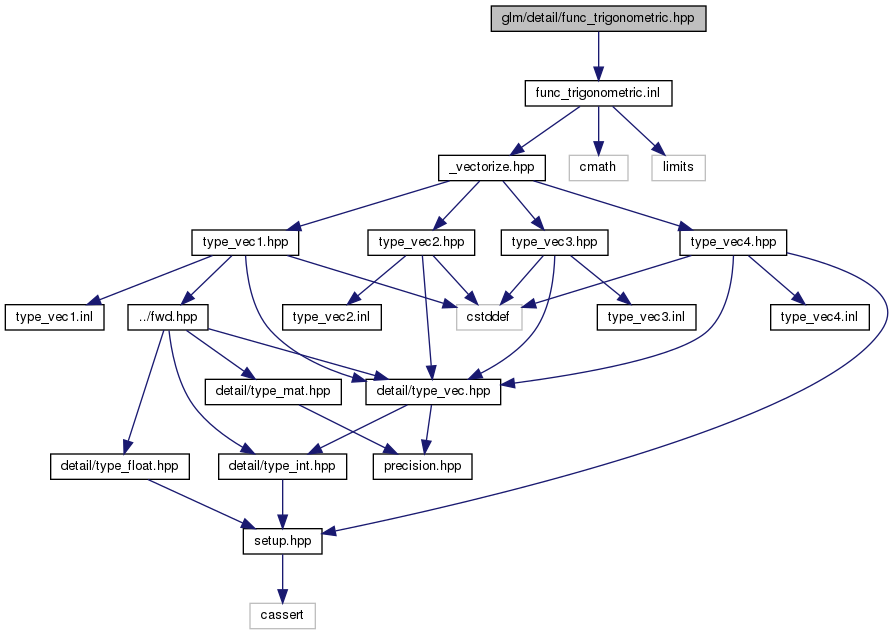 glm/detail/func_trigonometric.hpp
func_trigonometric.inl
_vectorize.hpp
cmath
limits
type_vec1.hpp
type_vec2.hpp
type_vec3.hpp
type_vec4.hpp
type_vec1.inl
../fwd.hpp
type_vec2.inl
cstddef
type_vec3.inl
type_vec4.inl
detail/type_mat.hpp
detail/type_vec.hpp
detail/type_float.hpp
detail/type_int.hpp
precision.hpp
setup.hpp
cassert